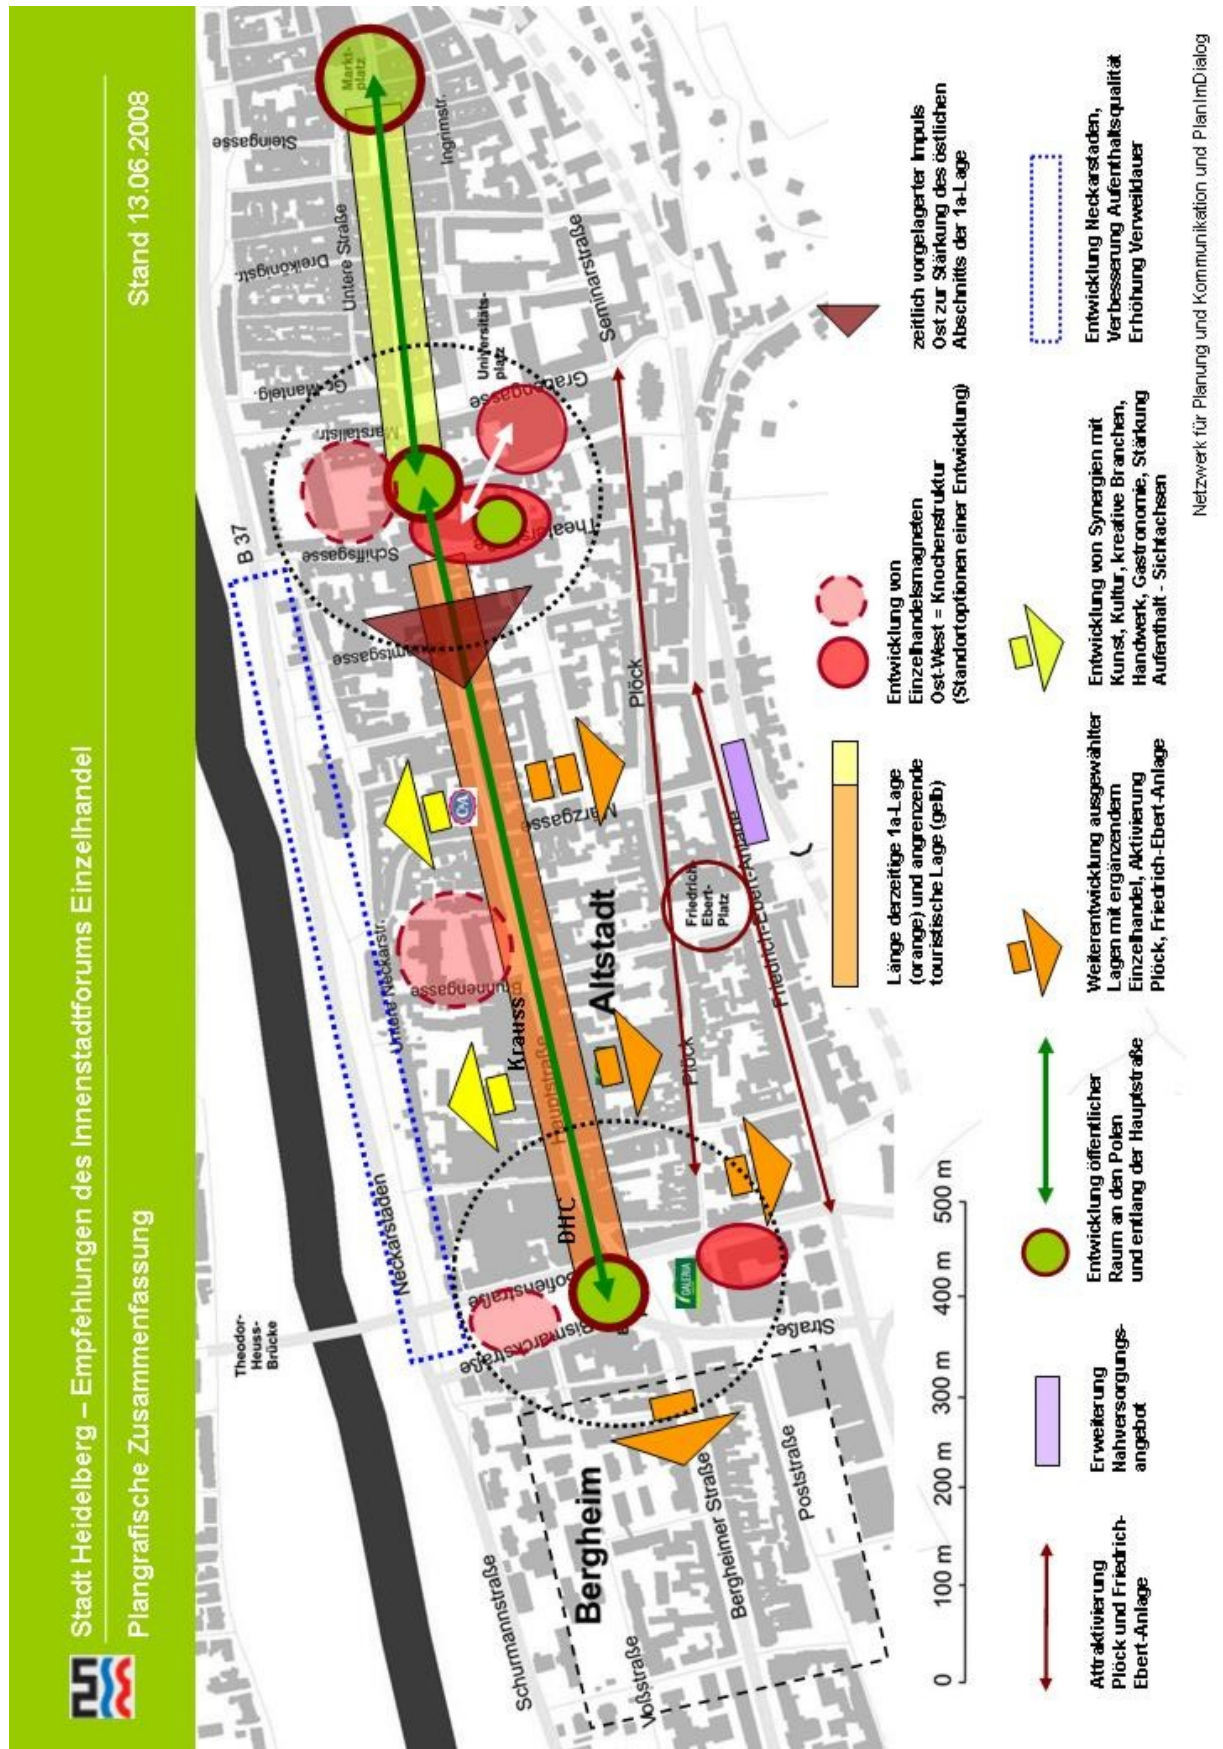 Stadt Heidelberg – Empfehlungen des Innenstadtforums Einzelhandel
Plangrafische Zusammenfassung
Stand 13.06.2008
Theodor-
Heuss-
Brücke
Neckarstaden
B 37
Untere Neckarstr.
Schiffgasse
Marstallstr.
Gr. Mantelg.
Dreikönigstr.
Steingasse
Untere Straße
Markt-
platz
Ingrimstr.
Universitäts-
platz
Grabengasse
Seminarstraße
Krauss
Hauptstraße
C&A
Märzgasse
Altstadt
DHC
Sofienstraße
Bismarckstraße
GALERIA
Straße
Plöck
Plöck
Friedrich-
Ebert-
Platz
Friedrich-Ebert-Anlage
Schurmannstraße
Bergheim
Voßstraße
Bergheimer Straße
Poststraße
0
100 m
200 m
300 m
400 m
500 m
Länge derzeitige 1a-Lage
(orange) und angrenzende
touristische Lage (gelb)
Entwicklung von
Einzelhandelsmagneten
Ost-West = Knochenstruktur
(Standortoptionen einer Entwicklung)
zeitlich vorgelagerter Impuls
Ost zur Stärkung des östlichen
Abschnitts der 1a-Lage
Attraktivierung
Plöck und Friedrich-
Ebert-Anlage
Erweiterung
Nahversorgungs-
angebot
Entwicklung öffentlicher
Raum an den Polen
und entlang der Hauptstraße
Weiterentwicklung ausgewählter
Lagen mit ergänzendem
Einzelhandel, Aktivierung
Plöck, Friedrich-Ebert-Anlage
Entwicklung von Synergien mit
Kunst, Kultur, kreative Branchen,
Handwerk, Gastronomie, Stärkung
Aufenthalt - Sichtachsen
Entwicklung Neckarstaden,
Verbesserung Aufenthaltsqualität
Erhöhung Verweildauer
Netzwerk für Planung und Kommunikation und PlanImDialog